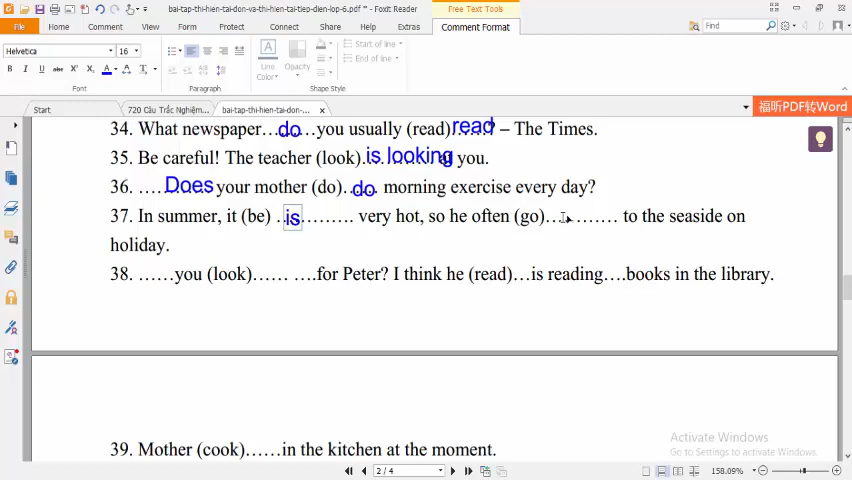 bai-tap-thi-hien-tai-don-va-thi-hien-tai-tiep-dien-lop-6.pdf * - Foxit Reader
Free Text Tools
File Home Comment View Form Protect Share Connect Help Extras Comment Format
Find
Helvetica 16
Line Color
Opacity
Start of line
End of line
B I U abc X² X₂ A
Font Paragraph Shape Style
Start 720 Câu Trắc Nghiệm... bai-tap-thi-hien-tai-don-... x
福昕PDF转Word
34. What newspaper…do…you usually (read)…read? – The Times.
35. Be careful! The teacher (look).is looking at you.
36. ….Does your mother (do)…do. morning exercise every day?
37. In summer, it (be) ..is………. very hot, so he often (go)………… to the seaside on
holiday.
38. ……you (look)…… ….for Peter? I think he (read)…is reading….books in the library.
39. Mother (cook)……in the kitchen at the moment.
Activate Windows
Go to Settings to activate Windows.
2 / 4
158.09%